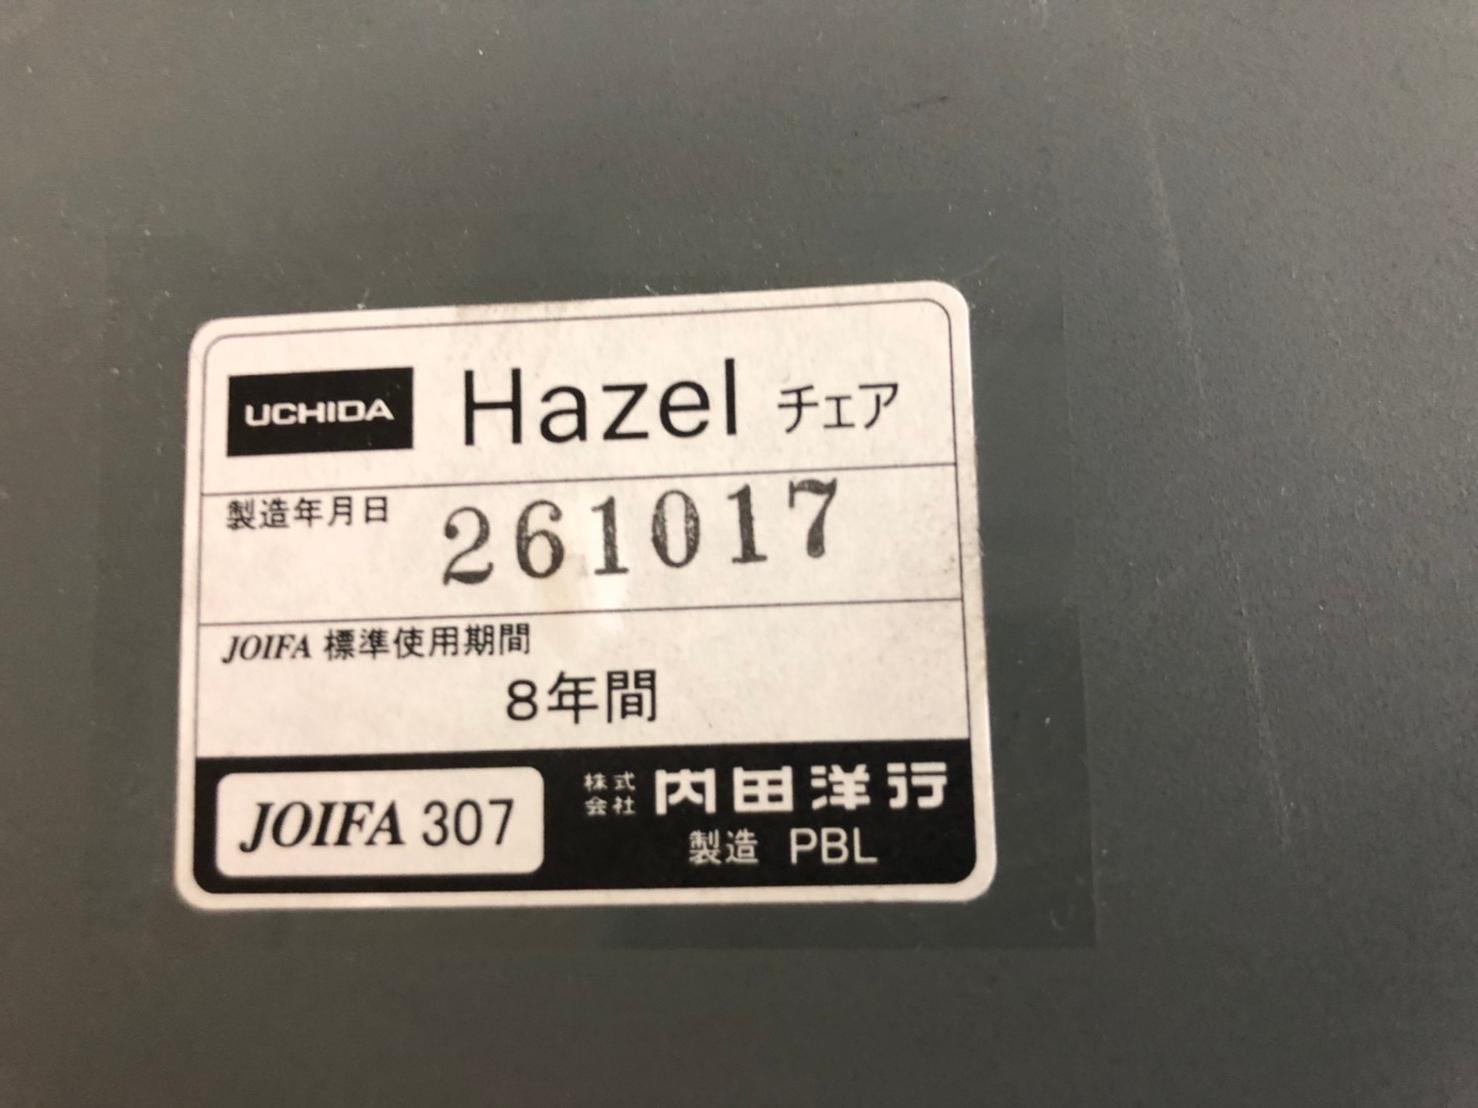 UCHIDA Hazel チェア
製造年月日 261017
JOIFA 標準使用期間
8年間
JOIFA 307
株式会社 内田洋行
製造 PBL